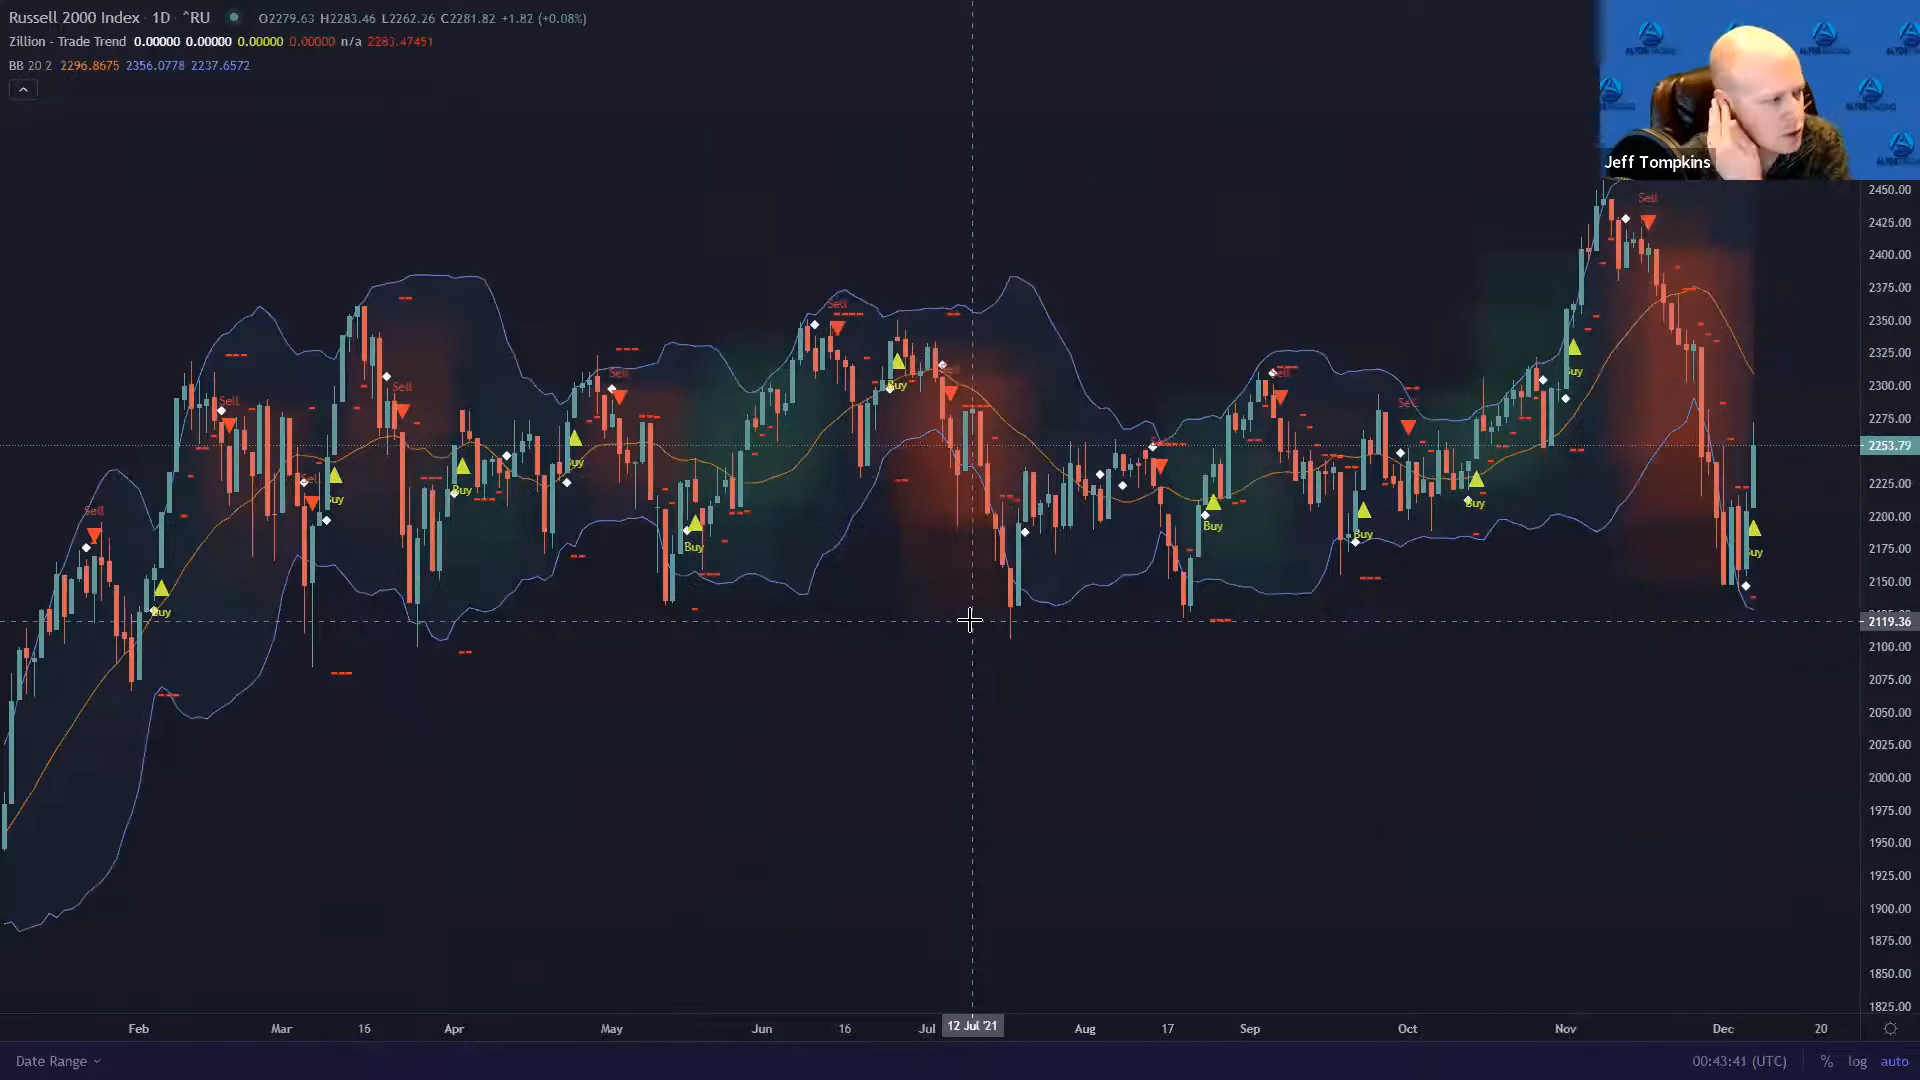 Russell 2000 Index · 1D · ^RU O2279.63 H2283.46 L2262.26 C2281.82 +1.82 (+0.08%)
Zillion - Trade Trend 0.00000 0.00000 0.00000 0.00000 n/a 2283.47451
BB 20 2 2296.8675 2356.0778 2237.6572
Jeff Tompkins
2450.00
Sell
2425.00
2400.00
2375.00
Sell
2350.00
2325.00
Buy
Sell
Sell
Buy
Sell
2300.00
Sell
Sell
2275.00
2253.79
Buy
Buy
Buy
Buy
2225.00
Sell
Buy
Buy
Buy
2200.00
Buy
2175.00
2150.00
Buy
2119.36
2100.00
2075.00
2050.00
2025.00
2000.00
1975.00
1950.00
1925.00
1900.00
1875.00
1850.00
1825.00
Feb Mar 16 Apr May Jun 16 Jul 12 Jul '21 Aug 17 Sep Oct Nov Dec 20
Date Range 00:43:41 (UTC) % log auto